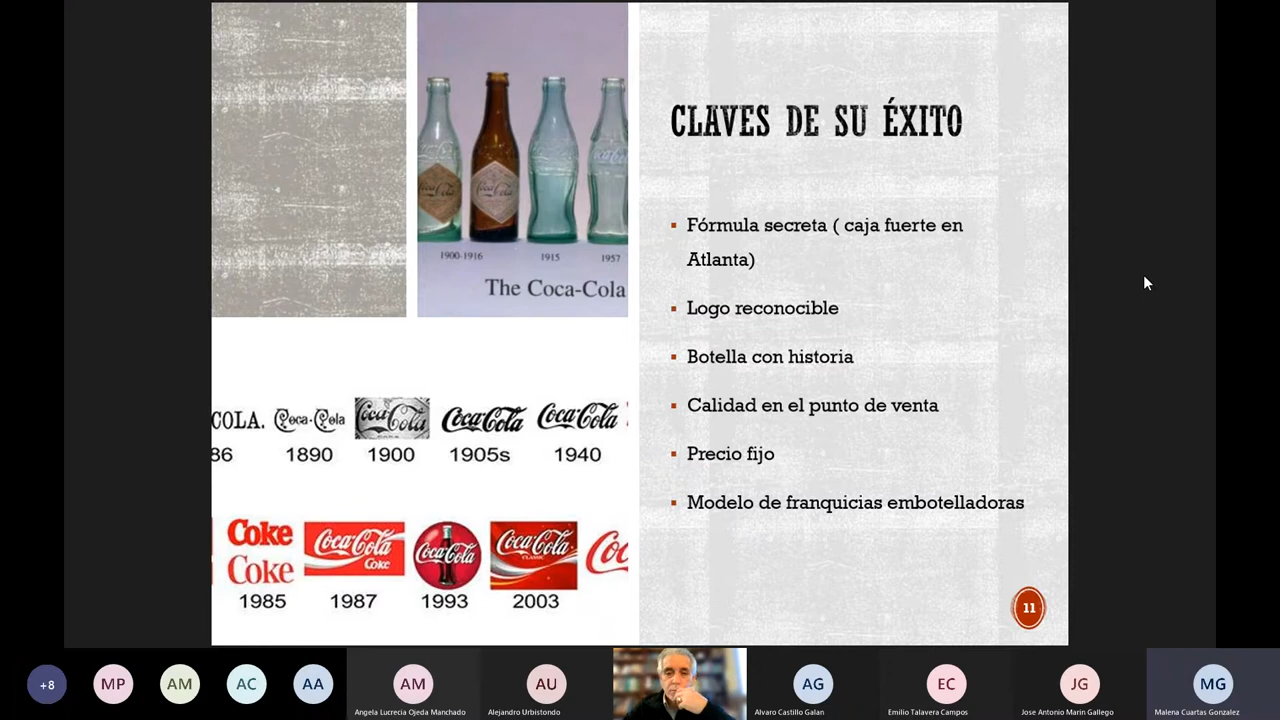 CLAVES DE SU ÉXITO
▪ Fórmula secreta ( caja fuerte en
Atlanta)
▪ Logo reconocible
▪ Botella con historia
▪ Calidad en el punto de venta
▪ Precio fijo
▪ Modelo de franquicias embotelladoras
11
Coca-Cola
1900-1916 1915 1957
The Coca-Cola
COLA. Coca-Cola Coca-Cola Coca-Cola Coca-Cola
86 1890 1900 1905s 1940
Coke Coca-Cola Coca-Cola Coca-Cola
Coke Coke CLASSIC
1985 1987 1993 2003
+8 MP AM AC AA AM AU AG EC JG MG
Angela Lucrecia Ojeda Manchado Alejandro Urbistondo Alvaro Castillo Galan Emilio Talavera Campos Jose Antonio Marin Gallego Malena Cuartas Gonzalez